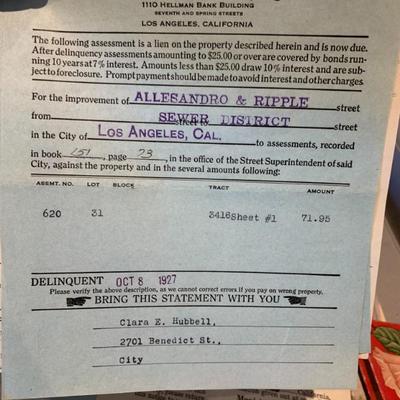 1110 HELLMAN BANK BUILDING
SEVENTH AND SPRING STREETS
LOS ANGELES, CALIFORNIA
The following assessment is a lien on the property described herein and is now due.
After delinquency assessments amounting to $25.00 or over are covered by bonds run-
ning 10 years at 7% interest. Amounts less than $25.00 draw 10% interest and are sub-
ject to foreclosure. Prompt payment should be made to avoid interest and other charges
For the improvement of ALLESANDRO & RIPPLE street
from SEWER DISTRICT street
in the City of LOS ANGELES, CAL. to assessments, recorded
in book 151, page 23, in the office of the Street Superintendent of said
City, against the property and in the several amounts following:
ASSMT. NO. LOT BLOCK TRACT AMOUNT
620 31 3416 Sheet #1 71.95
DELINQUENT OCT 8 1927
Please verify the above description, as we cannot correct errors if you pay on wrong property.
BRING THIS STATEMENT WITH YOU
Clara E. Hubbell,
2701 Benedict St.,
City